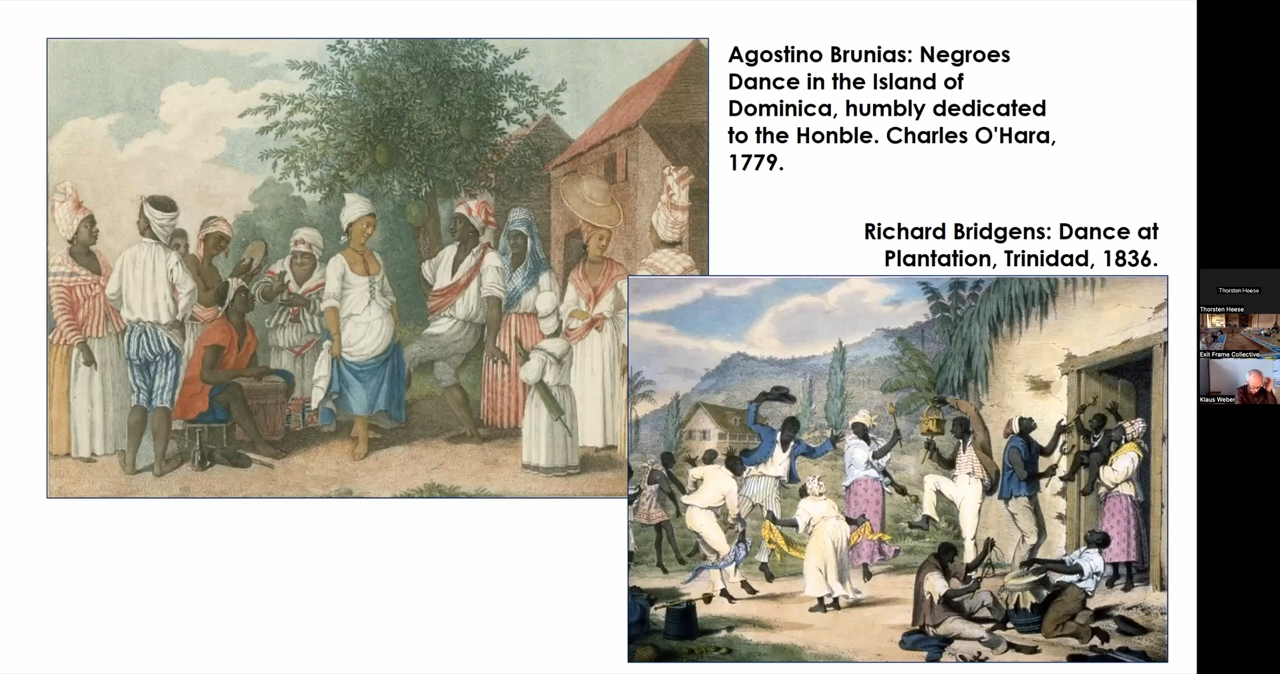 Agostino Brunias: Negroes
Dance in the Island of
Dominica, humbly dedicated
to the Honble. Charles O'Hara,
1779.
Richard Bridgens: Dance at
Plantation, Trinidad, 1836.
Thorsten Heese
Thorsten Heese
Exit Frame Collective
Klaus Weber